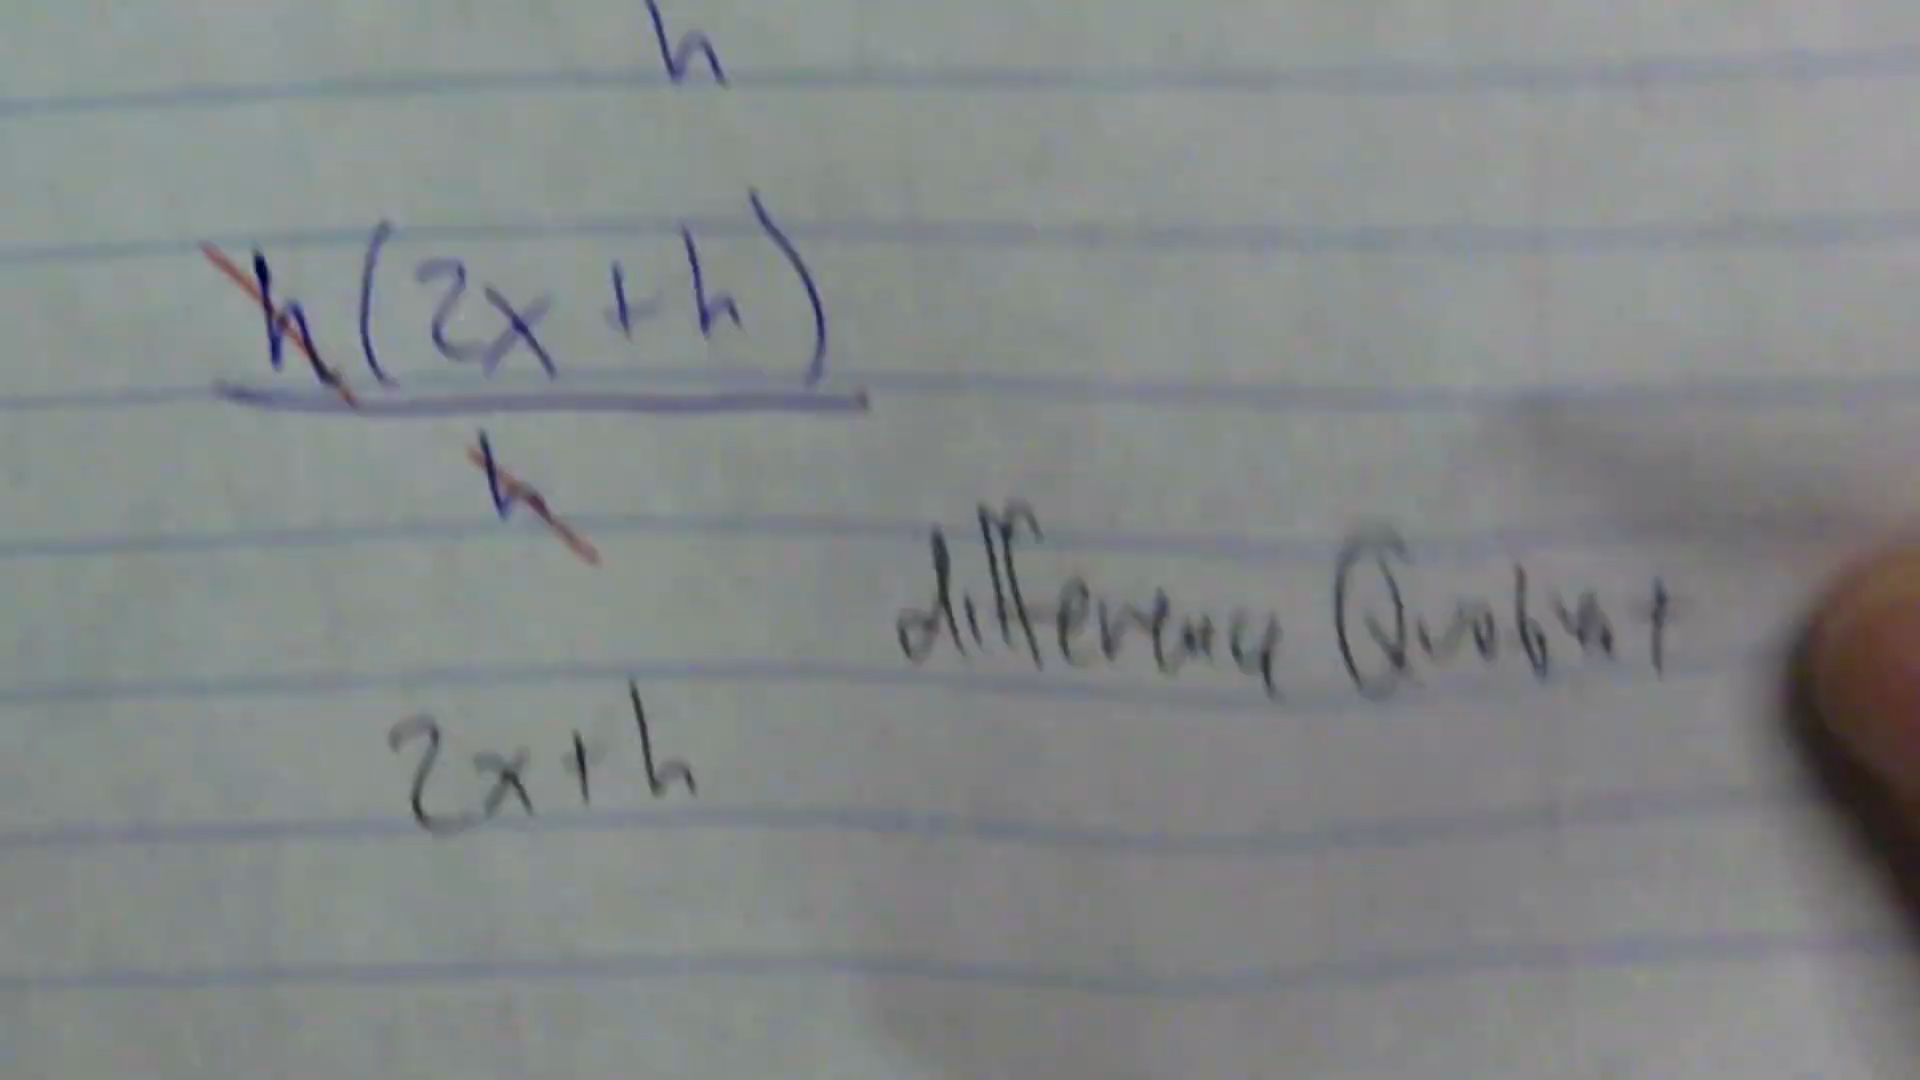 h
h(2x+h)
h
difference Quotient
2x+h